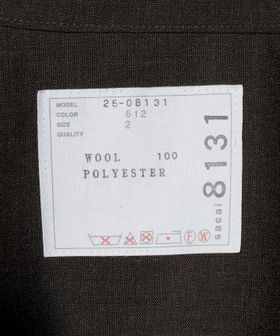 MODEL 25-08131
COLOR 612
SIZE 2
QUALITY
WOOL 100
POLYESTER
sacai 8131